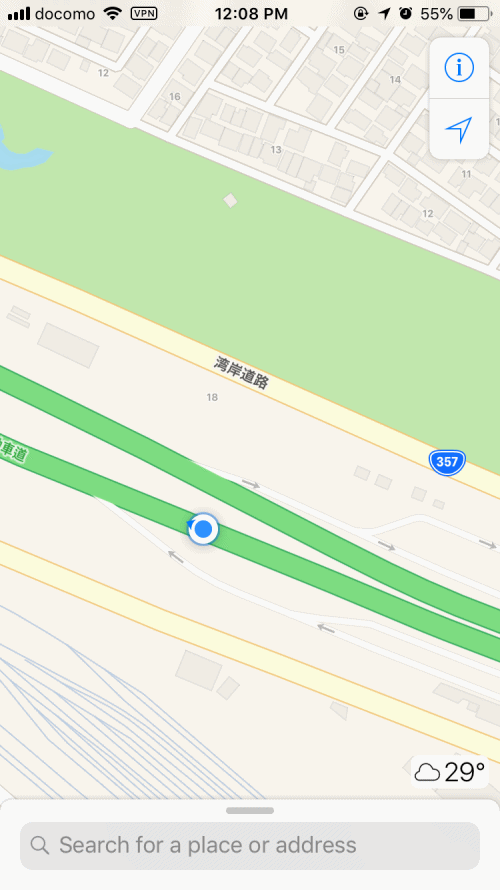 docomo VPN 12:08 PM 55%
15
12
14
16
11
13
12
湾岸道路
18
車道
357
29°
Search for a place or address